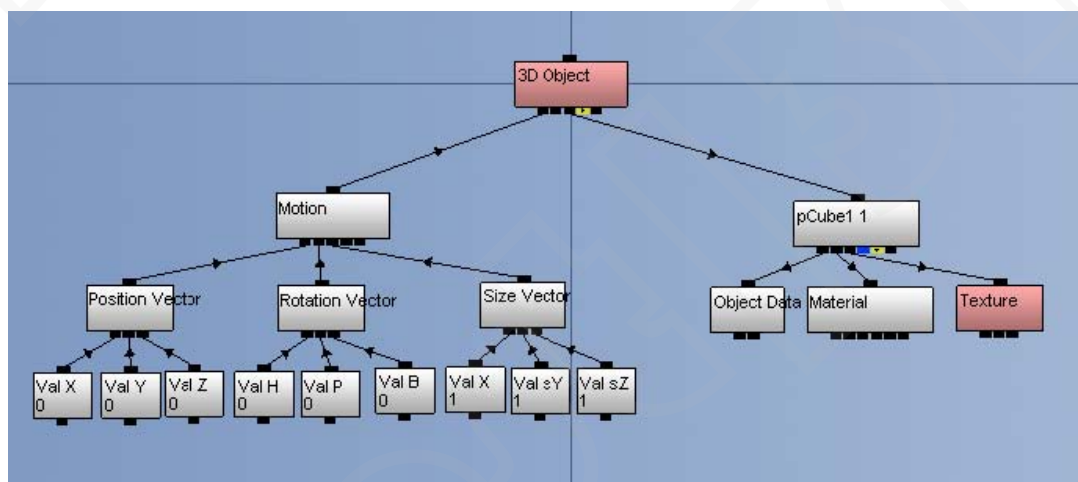 3D Object
Motion
pCube1 1
Position Vector
Rotation Vector
Size Vector
Object Data
Material
Texture
Val X
0
Val Y
0
Val Z
0
Val H
0
Val P
0
Val B
0
Val X
1
Val sY
1
Val sZ
1